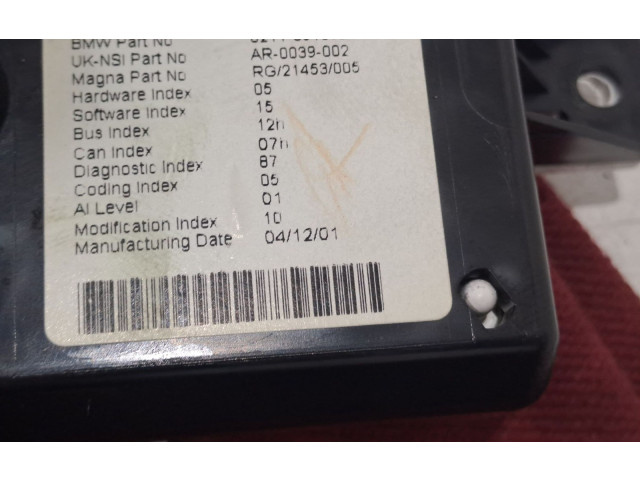 BMW Part No
UK-NSI Part No AR-0039-002
Magna Part No RG/21453/005
Hardware Index 05
Software Index 15
Bus Index 12h
Can Index 07h
Diagnostic Index 87
Coding Index 05
AI Level 01
Modification Index 10
Manufacturing Date 04/12/01